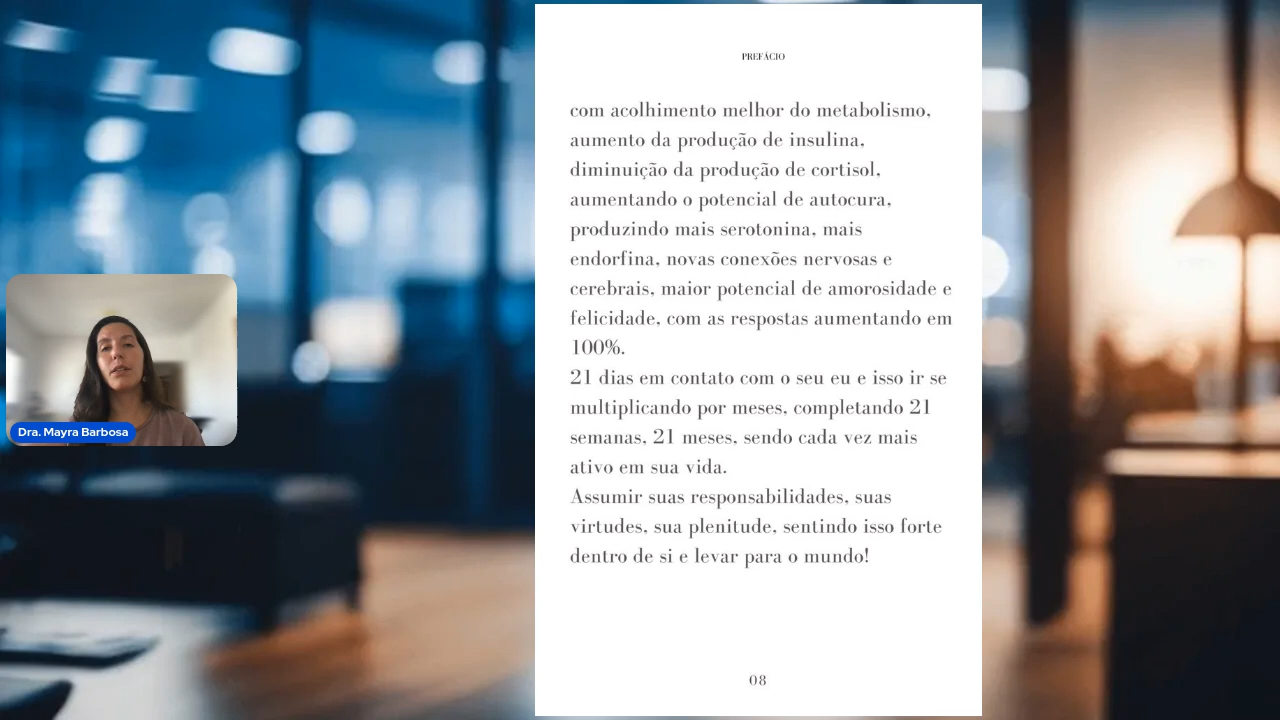 PREFÁCIO
com acolhimento melhor do metabolismo,
aumento da produção de insulina,
diminuição da produção de cortisol,
aumentando o potencial de autocura,
produzindo mais serotonina, mais
endorfina, novas conexões nervosas e
cerebrais, maior potencial de amorosidade e
felicidade, com as respostas aumentando em
100%.
21 dias em contato com o seu eu e isso ir se
multiplicando por meses, completando 21
semanas, 21 meses, sendo cada vez mais
ativo em sua vida.
Assumir suas responsabilidades, suas
virtudes, sua plenitude, sentindo isso forte
dentro de si e levar para o mundo!
08
Dra. Mayra Barbosa